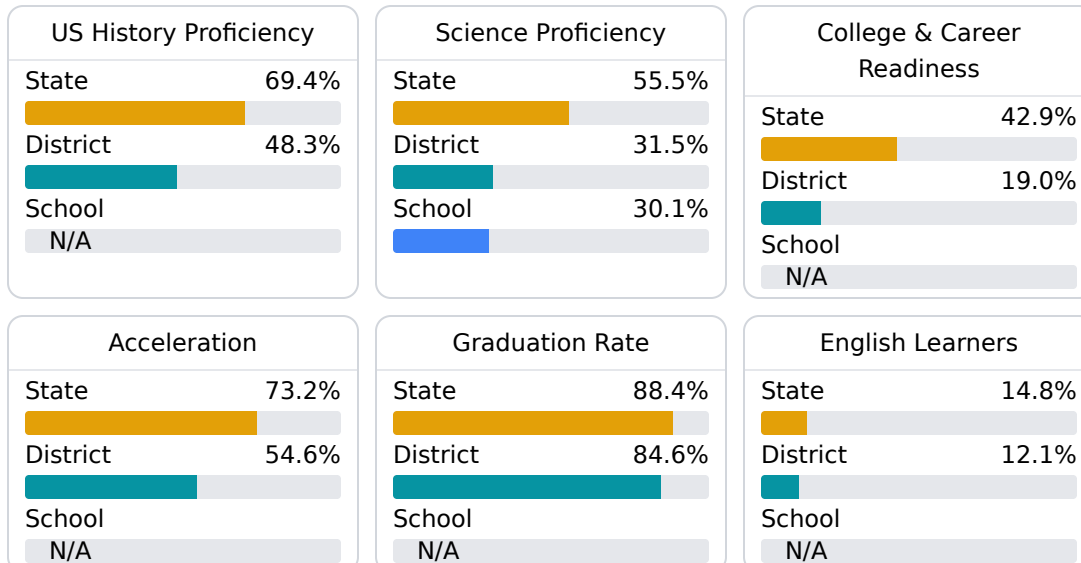 US History Proficiency
State 69.4%
District 48.3%
School
N/A
Science Proficiency
State 55.5%
District 31.5%
School 30.1%
College & Career
Readiness
State 42.9%
District 19.0%
School
N/A
Acceleration
State 73.2%
District 54.6%
School
N/A
Graduation Rate
State 88.4%
District 84.6%
School
N/A
English Learners
State 14.8%
District 12.1%
School
N/A